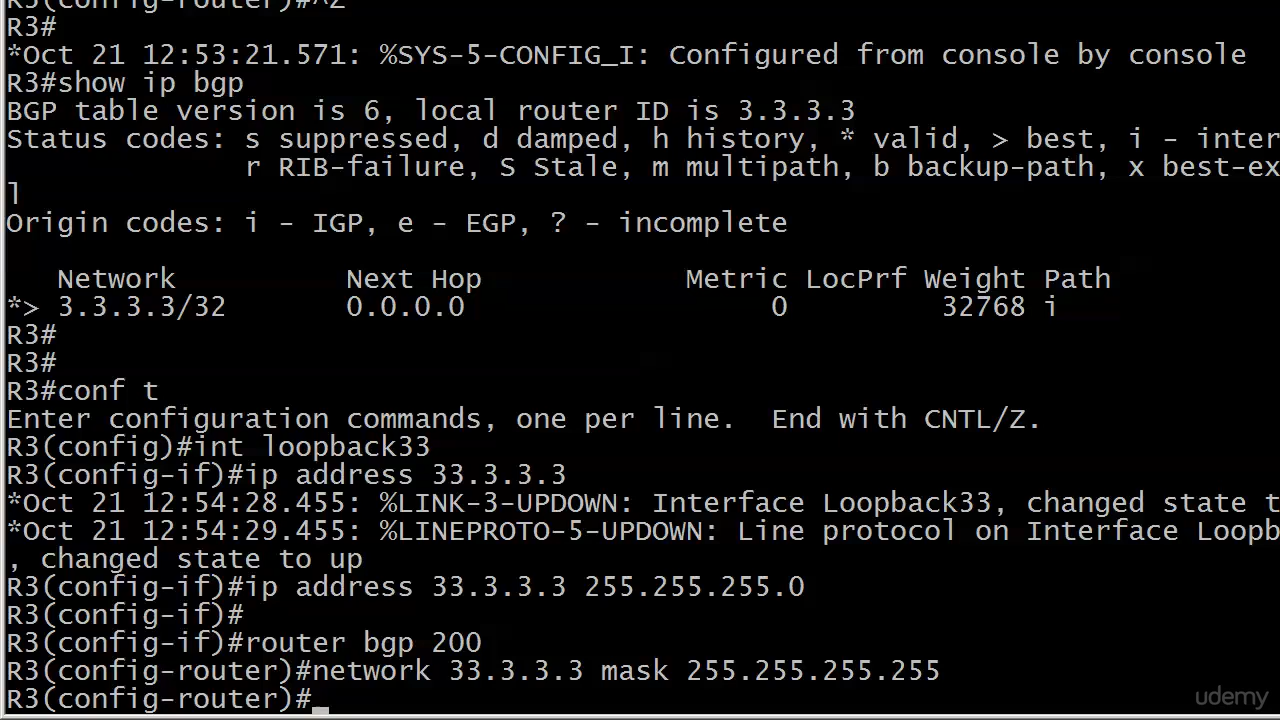 R3(config-router)#^Z
R3#
*Oct 21 12:53:21.571: %SYS-5-CONFIG_I: Configured from console by console
R3#show ip bgp
BGP table version is 6, local router ID is 3.3.3.3
Status codes: s suppressed, d damped, h history, * valid, > best, i - inter
r RIB-failure, S Stale, m multipath, b backup-path, x best-ex
l
Origin codes: i - IGP, e - EGP, ? - incomplete
Network Next Hop Metric LocPrf Weight Path
*> 3.3.3.3/32 0.0.0.0 0 32768 i
R3#
R3#
R3#conf t
Enter configuration commands, one per line. End with CNTL/Z.
R3(config)#int loopback33
R3(config-if)#ip address 33.3.3.3
*Oct 21 12:54:28.455: %LINK-3-UPDOWN: Interface Loopback33, changed state t
*Oct 21 12:54:29.455: %LINEPROTO-5-UPDOWN: Line protocol on Interface Loopb
, changed state to up
R3(config-if)#ip address 33.3.3.3 255.255.255.0
R3(config-if)#
R3(config-if)#router bgp 200
R3(config-router)#network 33.3.3.3 mask 255.255.255.255
R3(config-router)#_
udemy